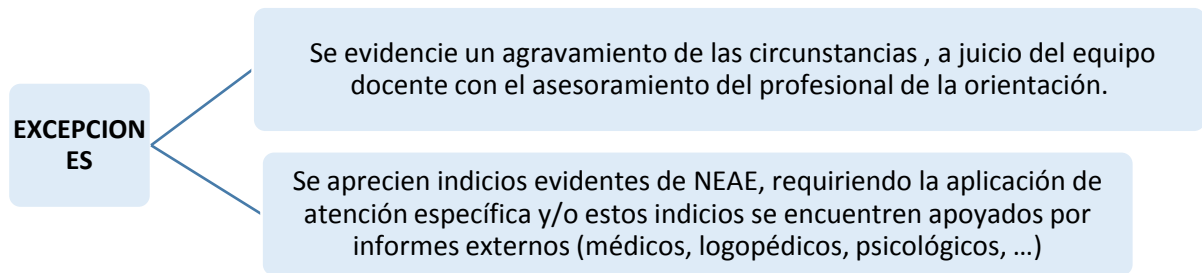 EXCEPCION
ES
Se evidencie un agravamiento de las circunstancias , a juicio del equipo
docente con el asesoramiento del profesional de la orientación.
Se aprecien indicios evidentes de NEAE, requiriendo la aplicación de
atención específica y/o estos indicios se encuentren apoyados por
informes externos (médicos, logopédicos, psicológicos, ...)